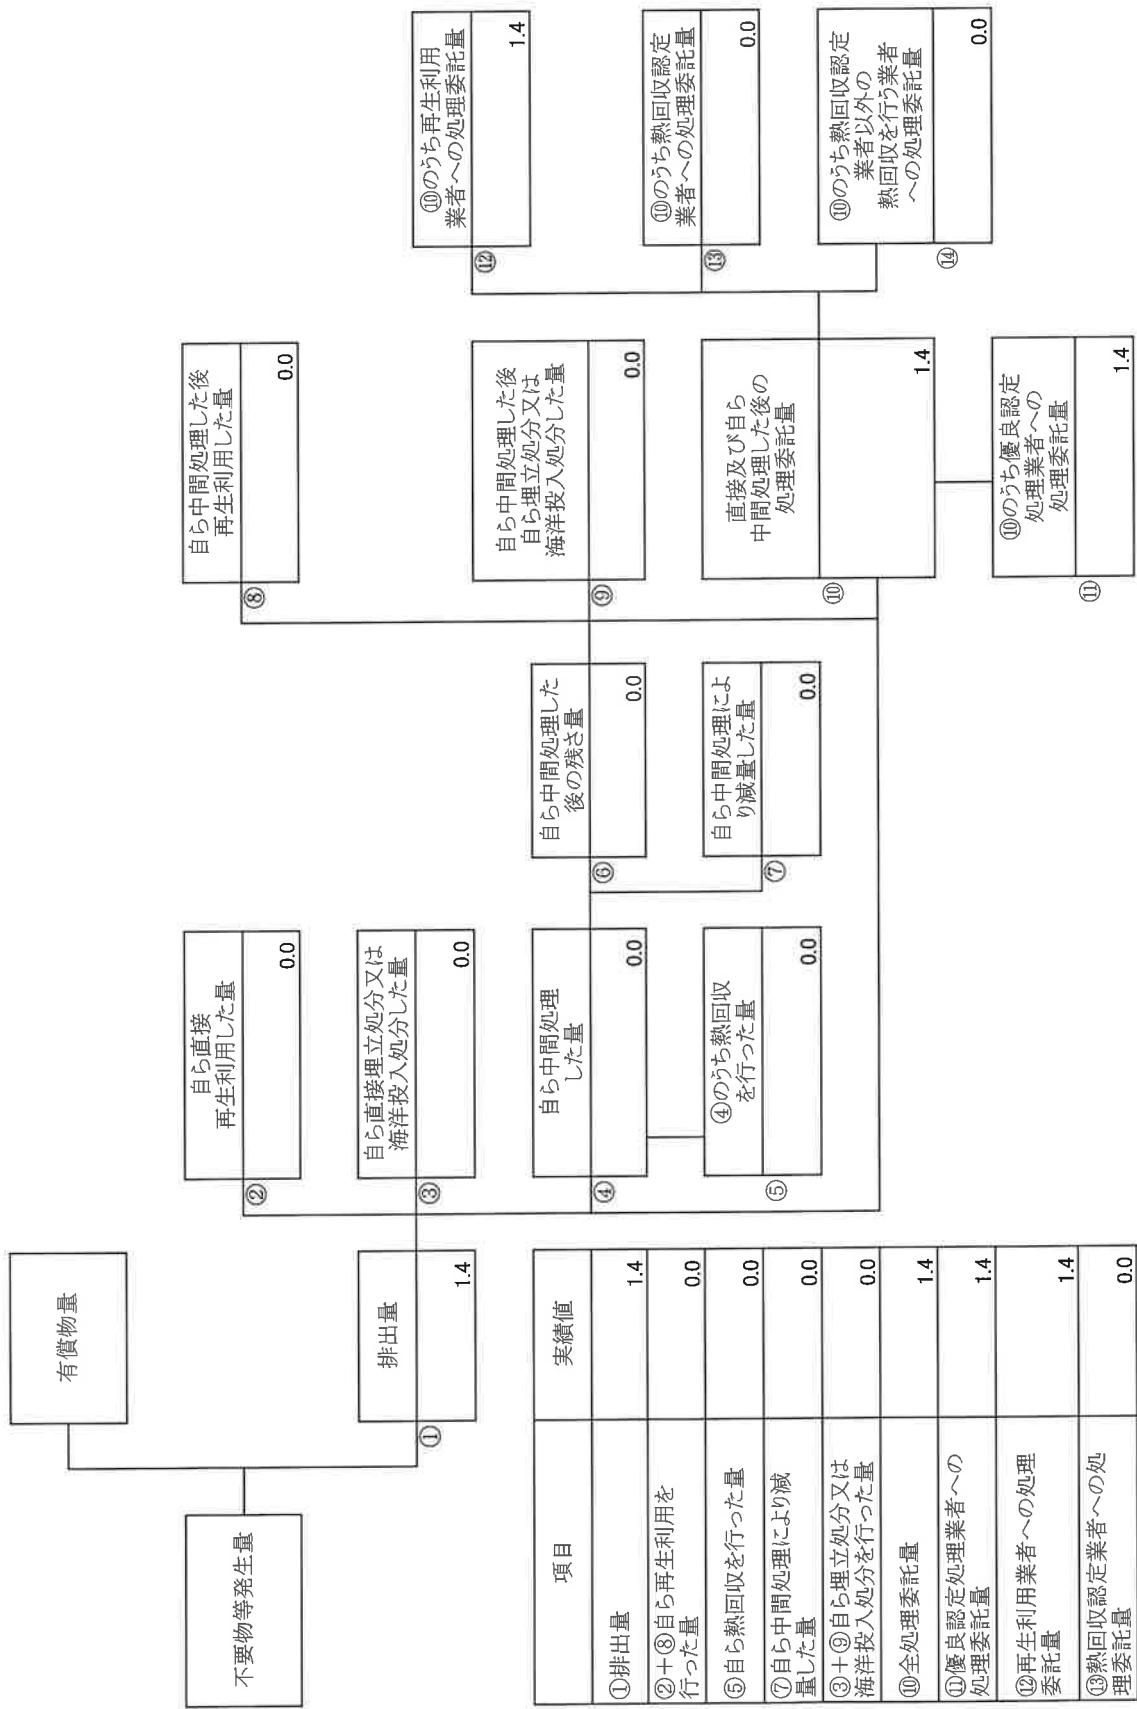 有償物量
不要物等発生量
排出量
①
1.4
自ら直接
再生利用した量
②
0.0
自ら直接埋立処分又は
海洋投入処分した量
③
0.0
自ら中間処理
した量
④
0.0
④のうち熱回収
を行った量
⑤
0.0
自ら中間処理した
後の残さ量
⑥
0.0
自ら中間処理によ
り減量した量
⑦
0.0
自ら中間処理した後
再生利用した量
⑧
0.0
自ら中間処理した後
自ら埋立処分又は
海洋投入処分した量
⑨
0.0
直接及び自ら
中間処理した後の
処理委託量
⑩
1.4
⑩のうち優良認定
処理業者への
処理委託量
⑪
1.4
⑩のうち再生利用
業者への処理委託量
⑫
1.4
⑩のうち熱回収認定
業者への処理委託量
⑬
0.0
⑩のうち熱回収認定
業者以外の
熱回収を行う業者
への処理委託量
⑭
0.0
項目 実績値
①排出量 1.4
②+⑧自ら再生利用を
行った量 0.0
⑤自ら熱回収を行った量 0.0
⑦自ら中間処理により減
量した量 0.0
③+⑨自ら埋立処分又は
海洋投入処分を行った量 0.0
⑩全処理委託量 1.4
⑪優良認定処理業者への
処理委託量 1.4
⑫再生利用業者への処理
委託量 1.4
⑬熱回収認定業者への処
理委託量 0.0